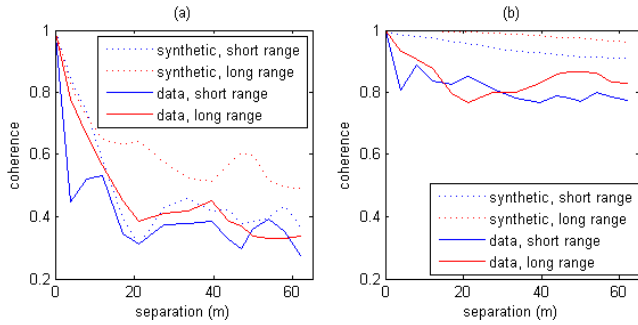 (a)
1
0.8
0.6
0.4
0.2
coherence
synthetic, short range
synthetic, long range
data, short range
data, long range
0
20
40
60
separation (m)
(b)
1
0.8
0.6
0.4
0.2
coherence
synthetic, short range
synthetic, long range
data, short range
data, long range
0
20
40
60
separation (m)